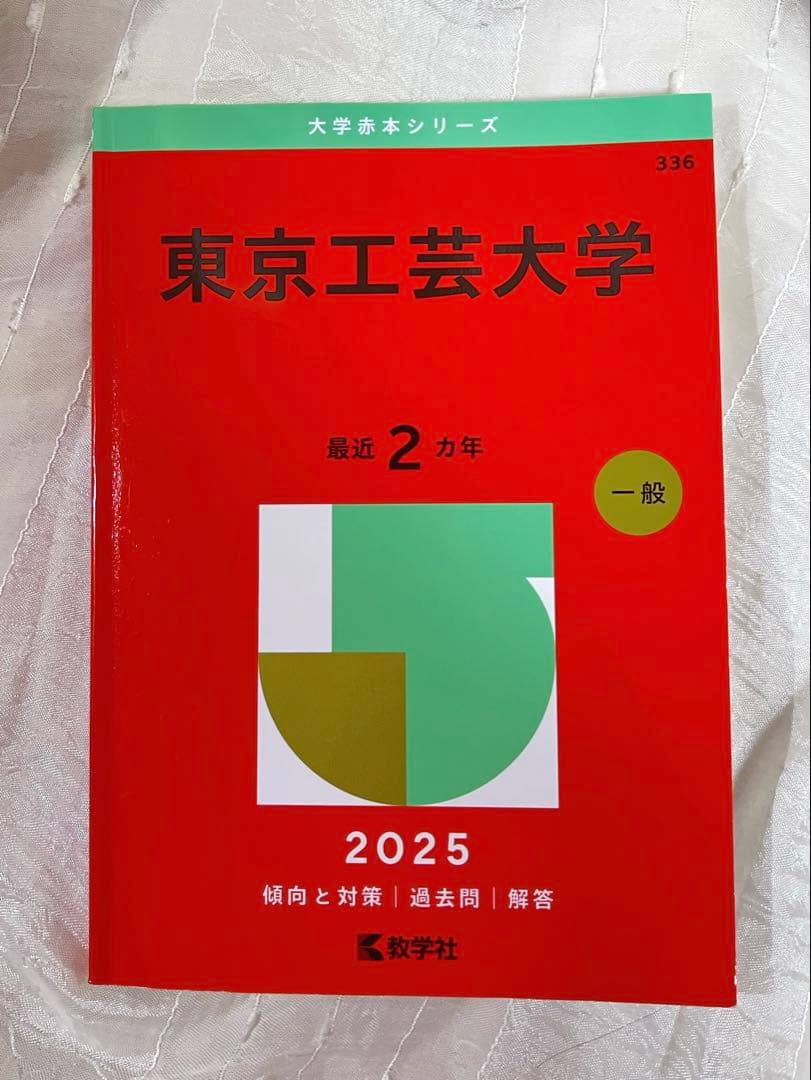 大学赤本シリーズ
336
東京工芸大学
最近 2 カ年
一般
2025
傾向と対策｜過去問｜解答
教学社